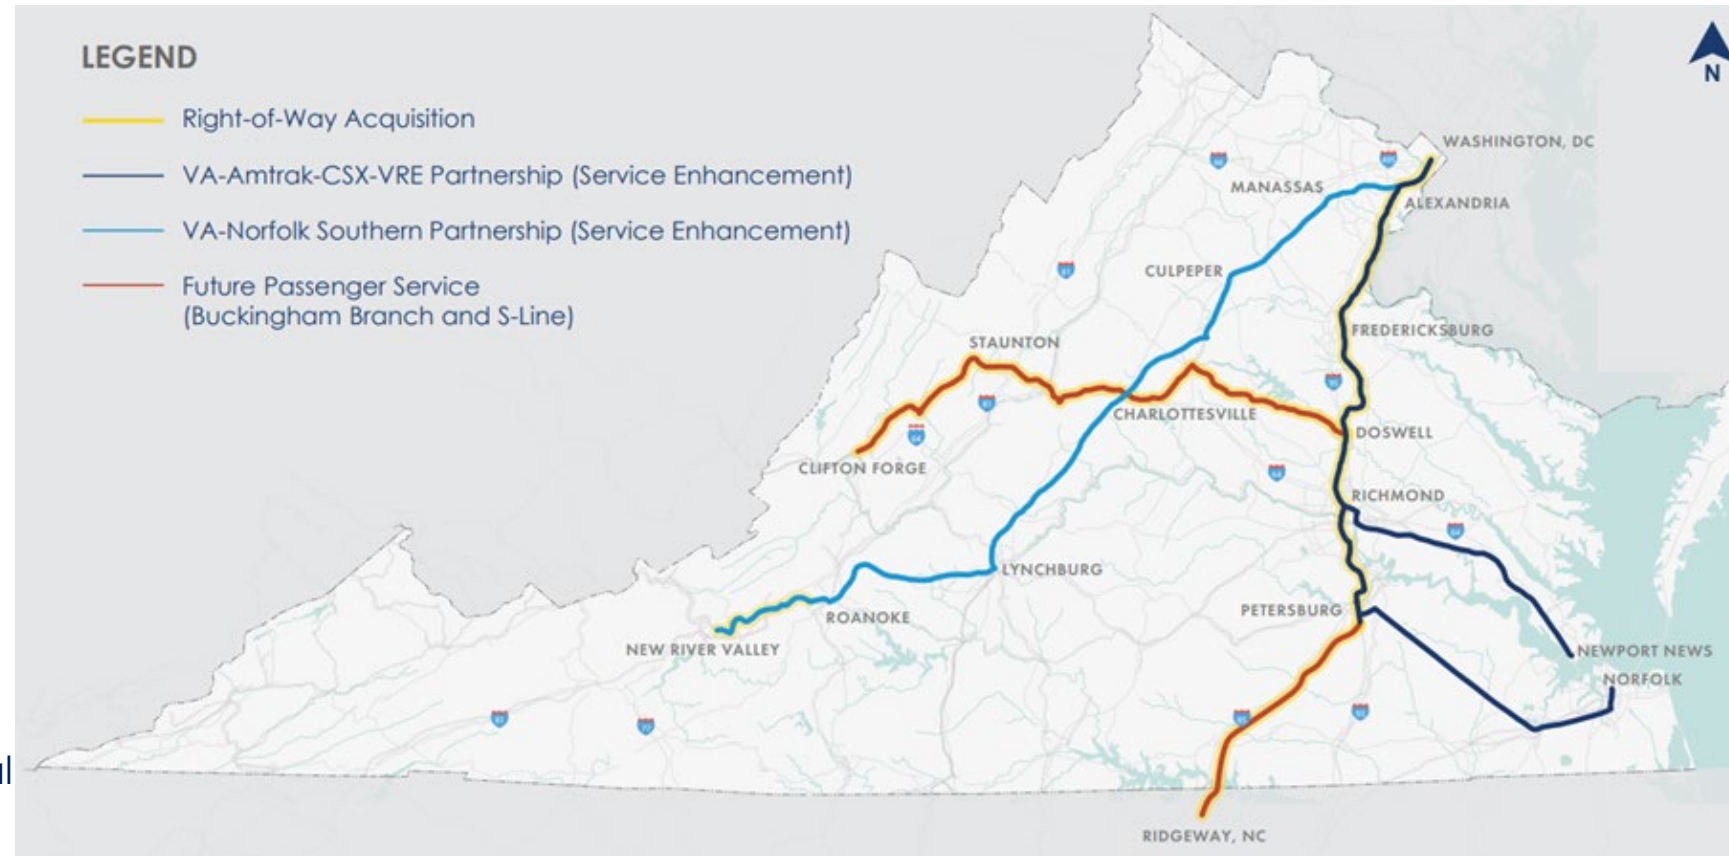 LEGEND
Right-of-Way Acquisition
VA-Amtrak-CSX-VRE Partnership (Service Enhancement)
VA-Norfolk Southern Partnership (Service Enhancement)
Future Passenger Service
(Buckingham Branch and S-Line)
N
WASHINGTON, DC
MANASSAS
ALEXANDRIA
CULPEPER
FREDERICKSBURG
STAUNTON
CHARLOTTESVILLE
DOSWELL
CLIFTON FORGE
RICHMOND
LYNCHBURG
PETERSBURG
ROANOKE
NEW RIVER VALLEY
NEWPORT NEWS
NORFOLK
RIDGEWAY, NC